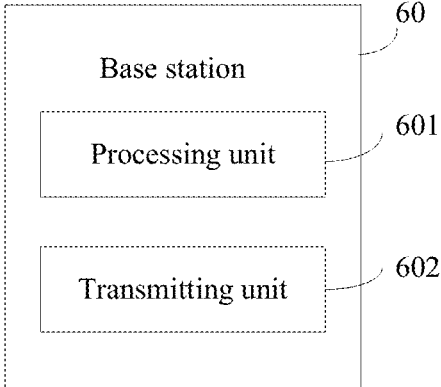 60
Base station
601
Processing unit
602
Transmitting unit